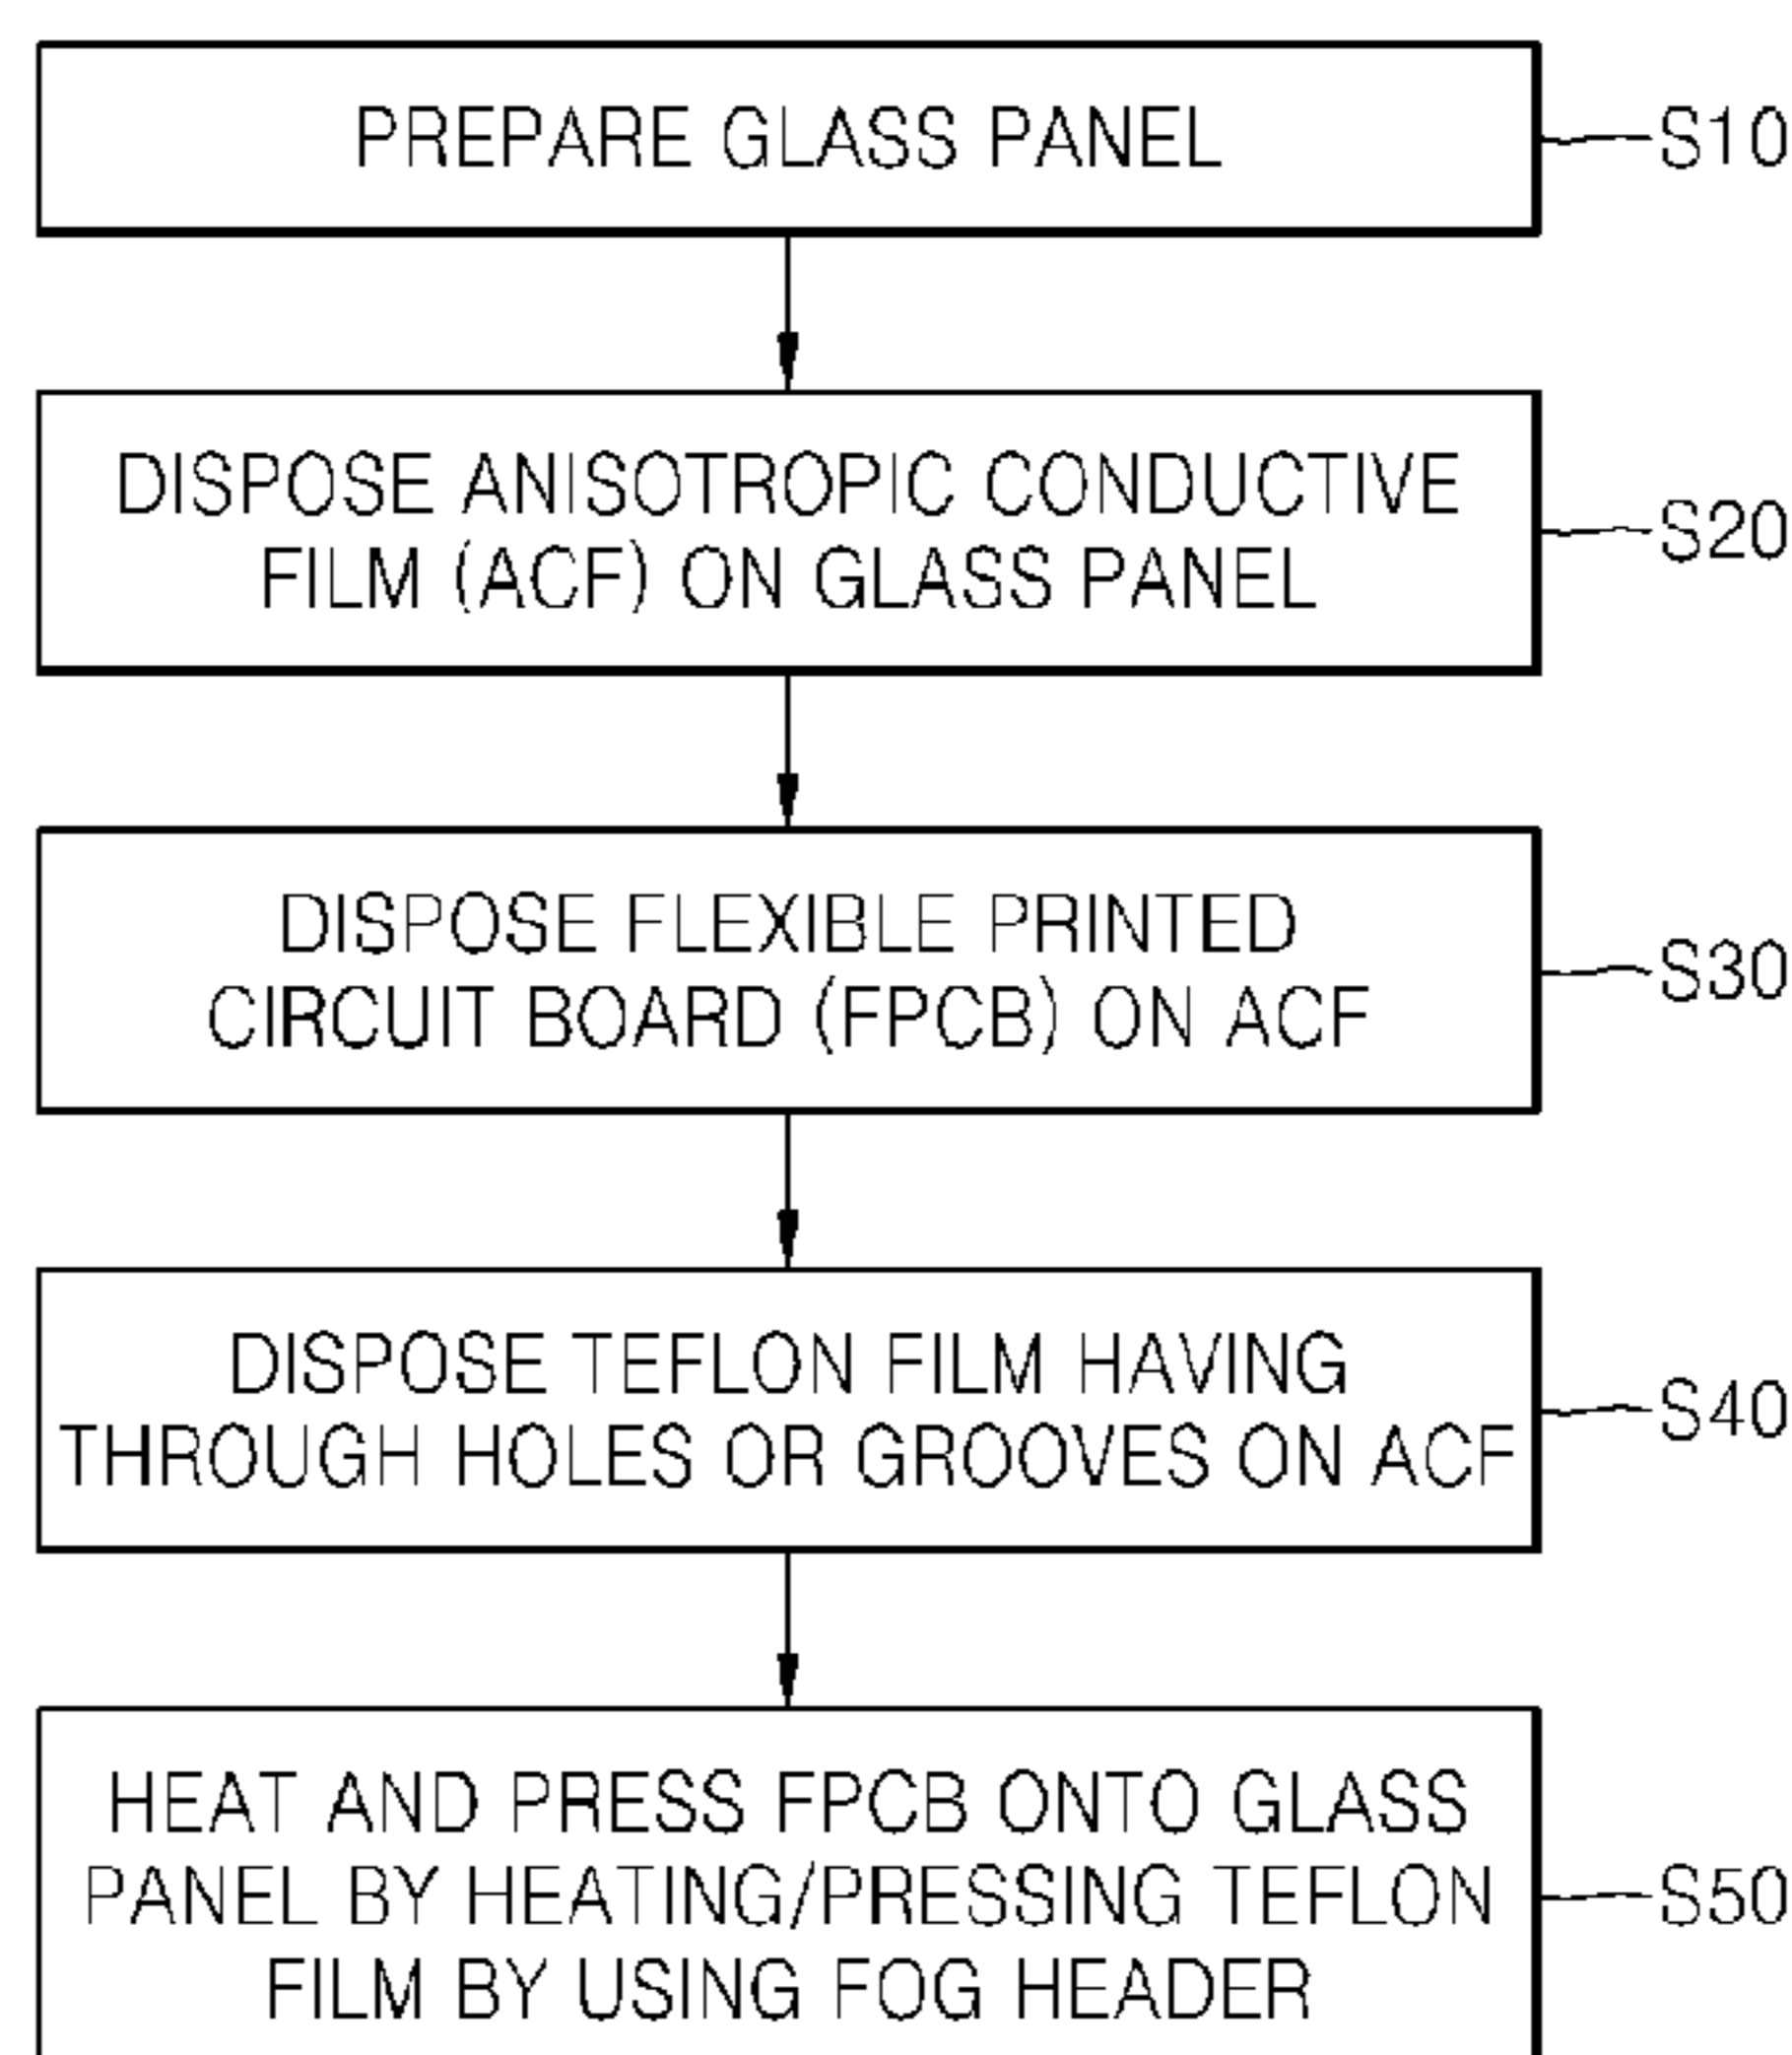 PREPARE GLASS PANEL
S10
DISPOSE ANISOTROPIC CONDUCTIVE
FILM (ACF) ON GLASS PANEL
S20
DISPOSE FLEXIBLE PRINTED
CIRCUIT BOARD (FPCB) ON ACF
S30
DISPOSE TEFLON FILM HAVING
THROUGH HOLES OR GROOVES ON ACF
S40
HEAT AND PRESS FPCB ONTO GLASS
PANEL BY HEATING/PRESSING TEFLON
FILM BY USING FOG HEADER
S50